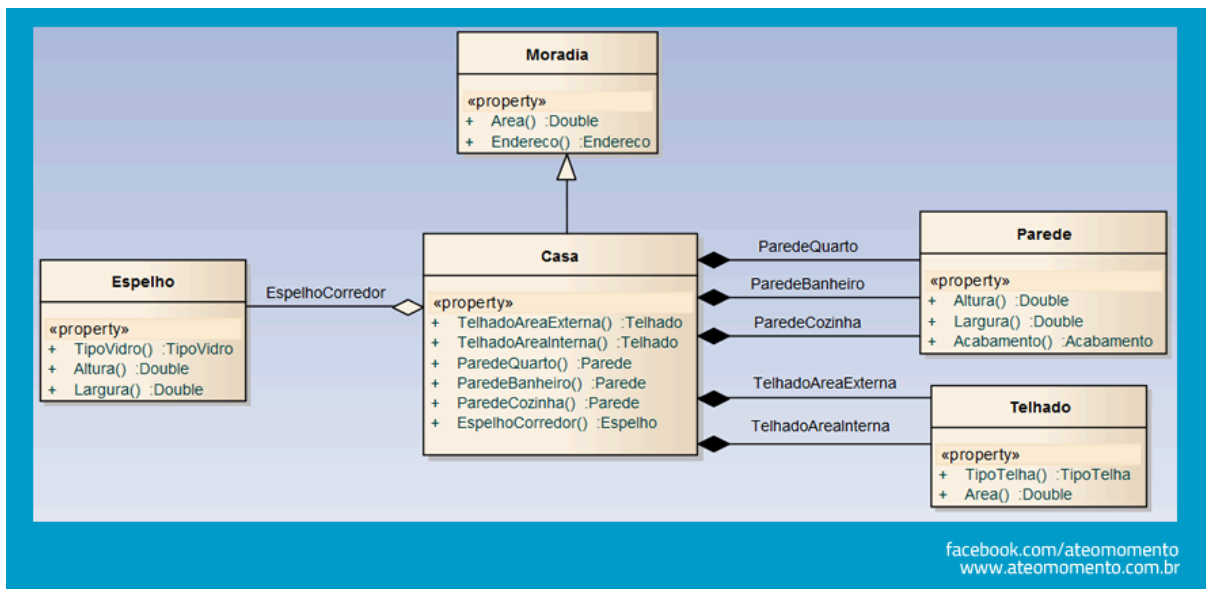 Moradia
«property»
+ Area() :Double
+ Endereco() :Endereco
Espelho
«property»
+ TipoVidro() :TipoVidro
+ Altura() :Double
+ Largura() :Double
EspelhoCorredor
Casa
«property»
+ TelhadoAreaExterna() :Telhado
+ TelhadoAreaInterna() :Telhado
+ ParedeQuarto() :Parede
+ ParedeBanheiro() :Parede
+ ParedeCozinha() :Parede
+ EspelhoCorredor() :Espelho
ParedeQuarto
ParedeBanheiro
ParedeCozinha
Parede
«property»
+ Altura() :Double
+ Largura() :Double
+ Acabamento() :Acabamento
TelhadoAreaExterna
TelhadoAreaInterna
Telhado
«property»
+ TipoTelha() :TipoTelha
+ Area() :Double
facebook.com/ateomomento
www.ateomomento.com.br